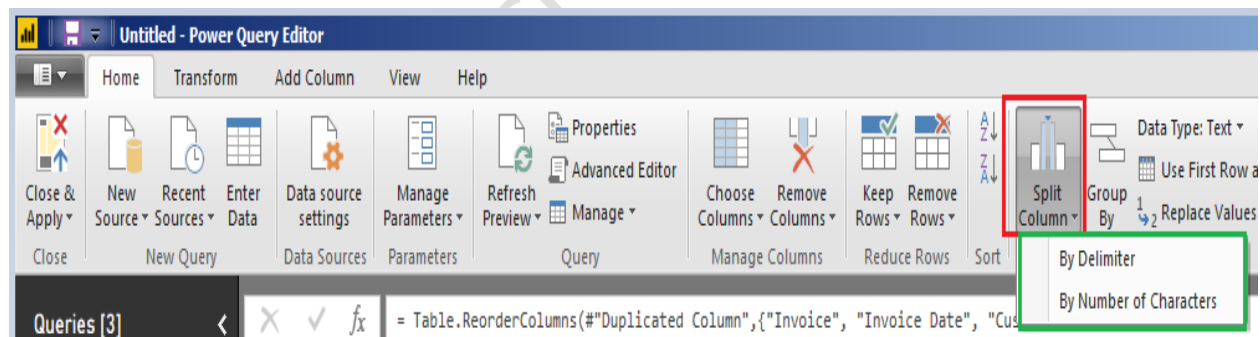 Untitled - Power Query Editor
Home Transform Add Column View Help
Close & Apply
New Source
Recent Sources
Enter Data
Data source settings
Manage Parameters
Refresh Preview
Properties
Advanced Editor
Manage
Choose Columns
Remove Columns
Keep Rows
Remove Rows
A
Z
Z
A
Split Column
Group By
Data Type: Text
Use First Row a
1
2
Replace Values
Close New Query Data Sources Parameters Query Manage Columns Reduce Rows Sort
By Delimiter
By Number of Characters
Queries [3]
fx
= Table.ReorderColumns(#"Duplicated Column",{"Invoice", "Invoice Date", "Cus